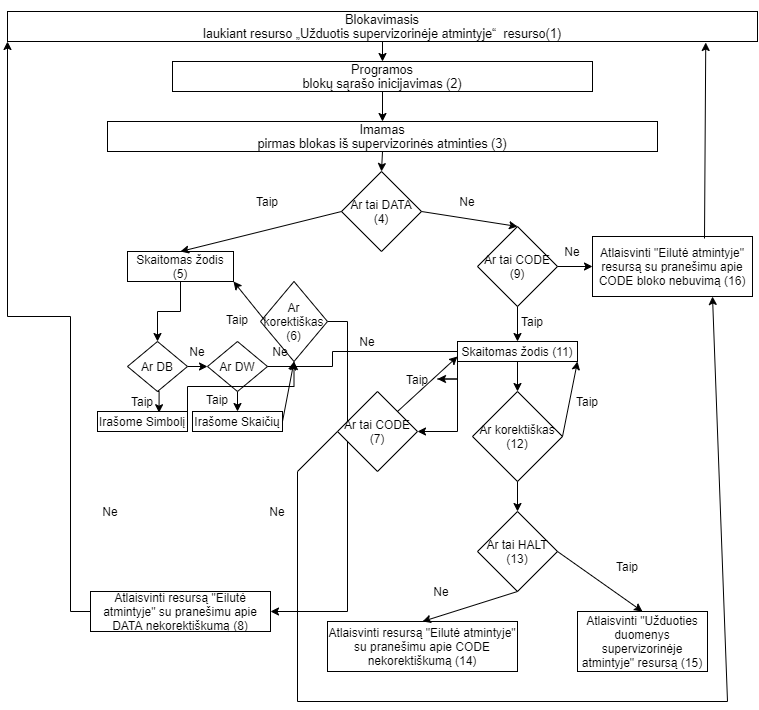 Blokavimasis
laukiant resurso „Užduotis supervizorinėje atmintyje“ resurso(1)
Programos
blokų sąrašo inicijavimas (2)
Imamas
pirmas blokas iš supervizorinės atminties (3)
Taip
Ar tai DATA
(4)
Ne
Skaitomas žodis
(5)
Ar tai CODE
(9)
Ne
Atlaisvinti "Eilutė atmintyje"
resursą su pranešimu apie
CODE bloko nebuvimą (16)
Taip
Ar
korektiškas
(6)
Taip
Ar DB
Ne
Ar DW
Ne
Ne
Skaitomas žodis (11)
Taip
Taip
Taip
Taip
Irašome Simbolį
Irašome Skaičių
Ar tai CODE
(7)
Ar korektiškas
(12)
Ne
Ne
Ar tai HALT
(13)
Taip
Ne
Atlaisvinti resursą "Eilutė
atmintyje" su pranešimu apie
DATA nekorektiškumą (8)
Atlaisvinti resursą "Eilutė atmintyje"
su pranešimu apie CODE
nekorektiškumą (14)
Atlaisvinti "Užduoties
duomenys
supervizorinėje
atmintyje" resursą (15)